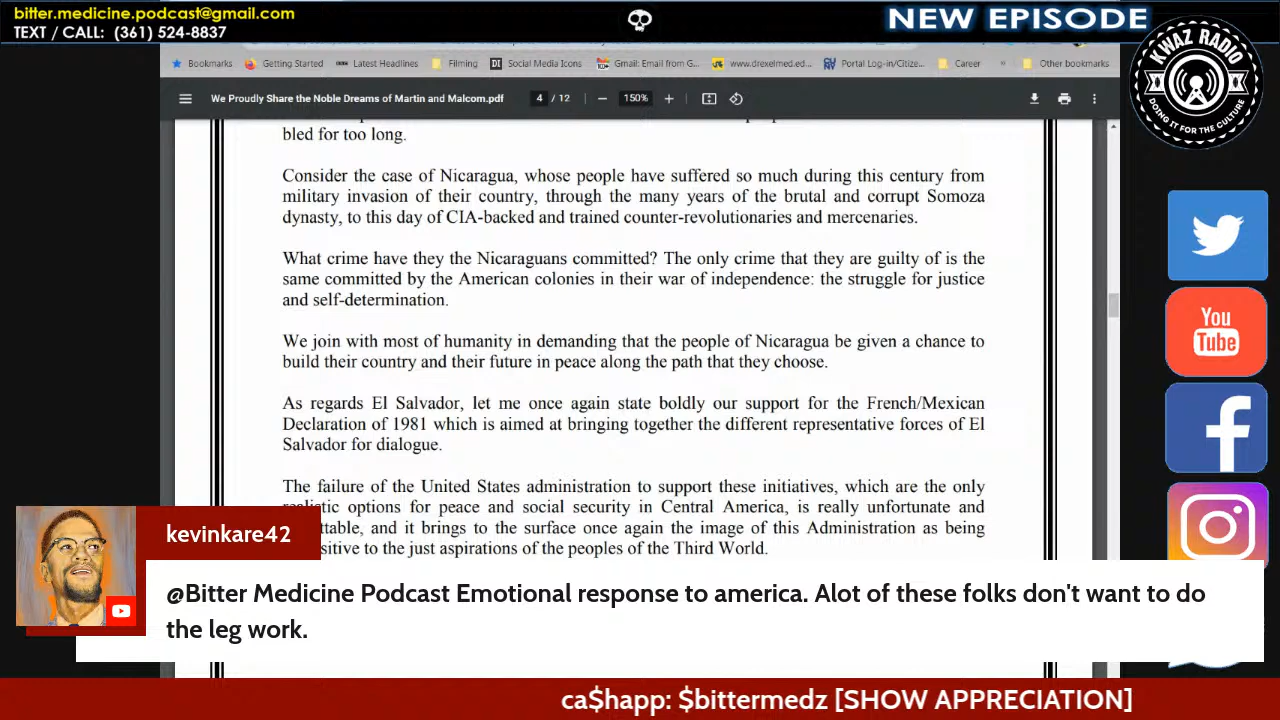 bitter.medicine.podcast@gmail.com
TEXT / CALL: (361) 524-8837
NEW EPISODE
KWAZ RADIO
DOING IT FOR THE CULTURE
Bookmarks
Getting Started
Latest Headlines
Filming
Social Media Icons
Gmail: Email from G...
www.drexelmed.ed...
Portal Log-in/Citize...
Career
»
Other bookmarks
We Proudly Share the Noble Dreams of Martin and Malcom.pdf
4 / 12
150%
bled for too long.
Consider the case of Nicaragua, whose people have suffered so much during this century from
military invasion of their country, through the many years of the brutal and corrupt Somoza
dynasty, to this day of CIA-backed and trained counter-revolutionaries and mercenaries.
What crime have they the Nicaraguans committed? The only crime that they are guilty of is the
same committed by the American colonies in their war of independence: the struggle for justice
and self-determination.
We join with most of humanity in demanding that the people of Nicaragua be given a chance to
build their country and their future in peace along the path that they choose.
As regards El Salvador, let me once again state boldly our support for the French/Mexican
Declaration of 1981 which is aimed at bringing together the different representative forces of El
Salvador for dialogue.
The failure of the United States administration to support these initiatives, which are the only
options for peace and social security in Central America, is really unfortunate and
and it brings to the surface once again the image of this Administration as being
to the just aspirations of the peoples of the Third World.
You
Tube
kevinkare42
@Bitter Medicine Podcast Emotional response to america. Alot of these folks don't want to do
the leg work.
ca$happ: $bittermedz [SHOW APPRECIATION]